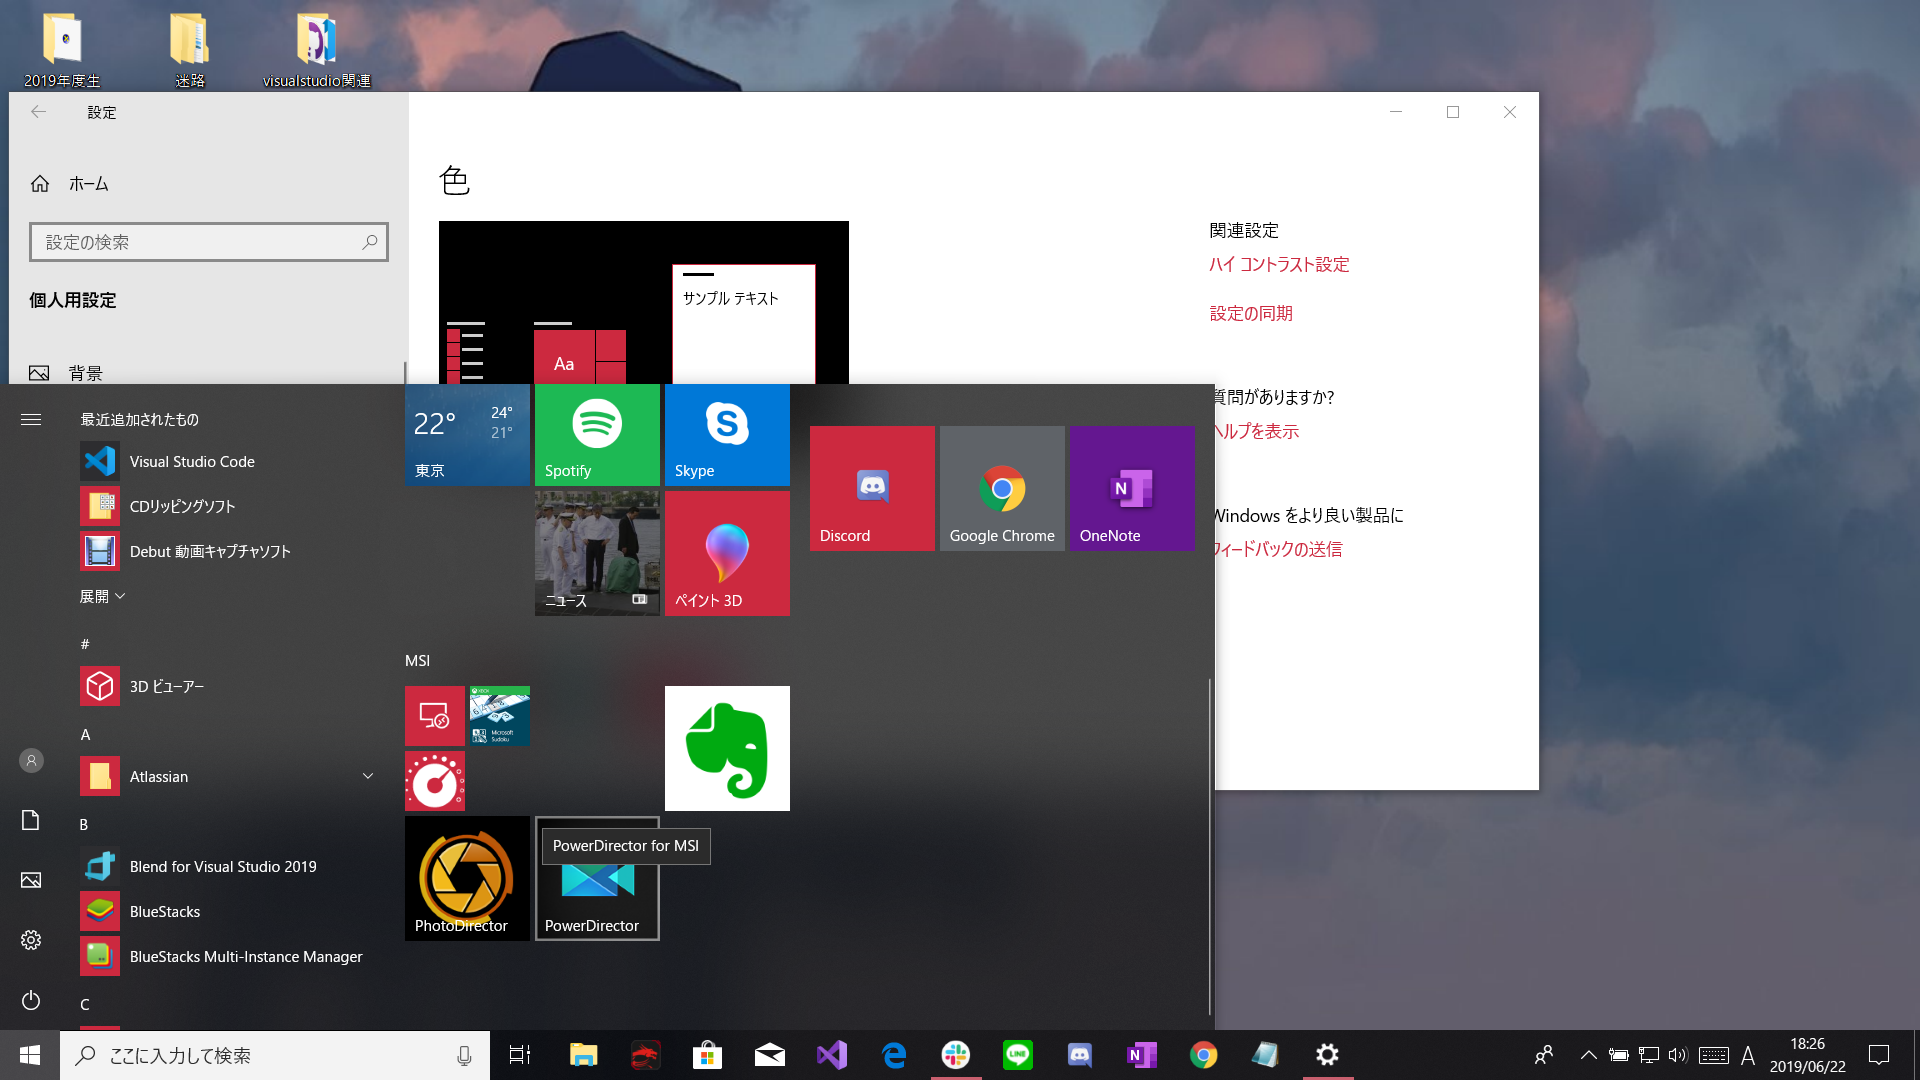 2019年度生
迷路
visualstudio関連
設定
ホーム
設定の検索
個人用設定
背景
色
サンプル テキスト
Aa
関連設定
ハイ コントラスト設定
設定の同期
質問がありますか?
ヘルプを表示
Windows をより良い製品に
フィードバックの送信
最近追加されたもの
Visual Studio Code
CDリッピングソフト
Debut 動画キャプチャソフト
展開
#
3D ビューアー
A
Atlassian
B
Blend for Visual Studio 2019
BlueStacks
BlueStacks Multi-Instance Manager
C
22°
24°
21°
東京
Spotify
Skype
ニュース
ペイント 3D
Discord
Google Chrome
OneNote
MSI
XBOX
Microsoft
Sudoku
PhotoDirector
PowerDirector for MSI
PowerDirector
ここに入力して検索
LINE
A
18:26
2019/06/22